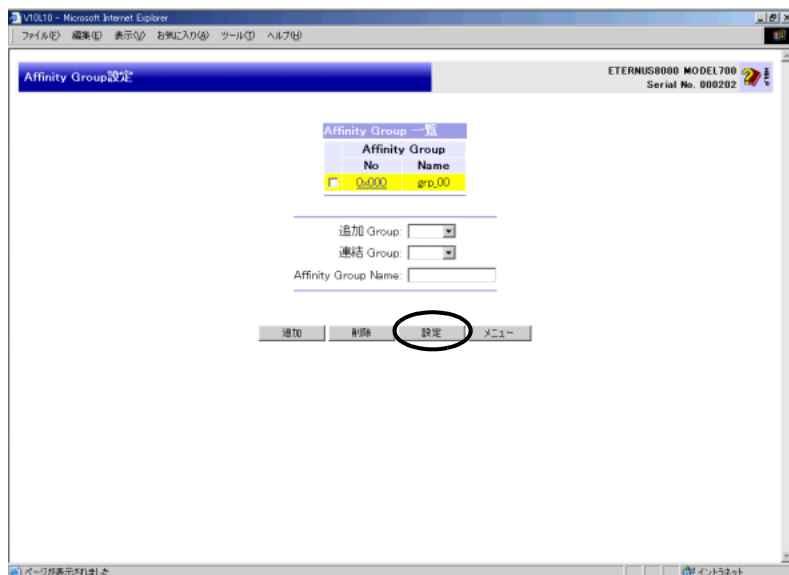 V10L10 - Microsoft Internet Explorer
ファイル(F) 編集(E) 表示(V) お気に入り(A) ツール(T) ヘルプ(H)
Affinity Group設定
ETERNUS8000 MODEL700
Serial No. 000202
HELP
Affinity Group 一覧
Affinity Group
No Name
0x000 grp_00
追加 Group:
連結 Group:
Affinity Group Name:
追加 削除 設定 メニュー
ページが表示されました イントラネット